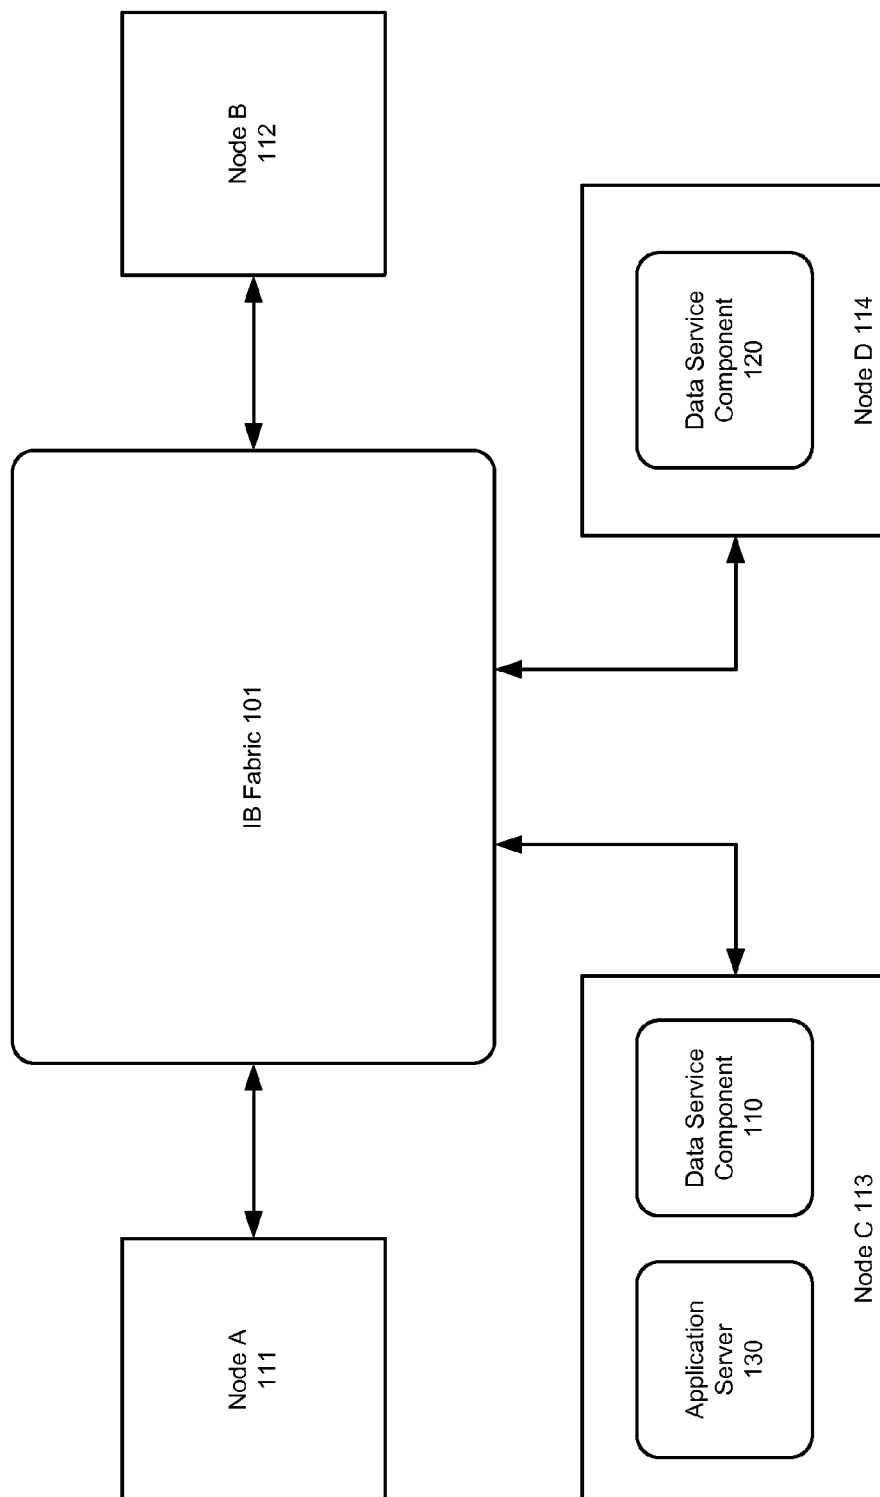 Node A
111
IB Fabric 101
Node B
112
Application
Server
130
Data Service
Component
110
Node C 113
Data Service
Component
120
Node D 114